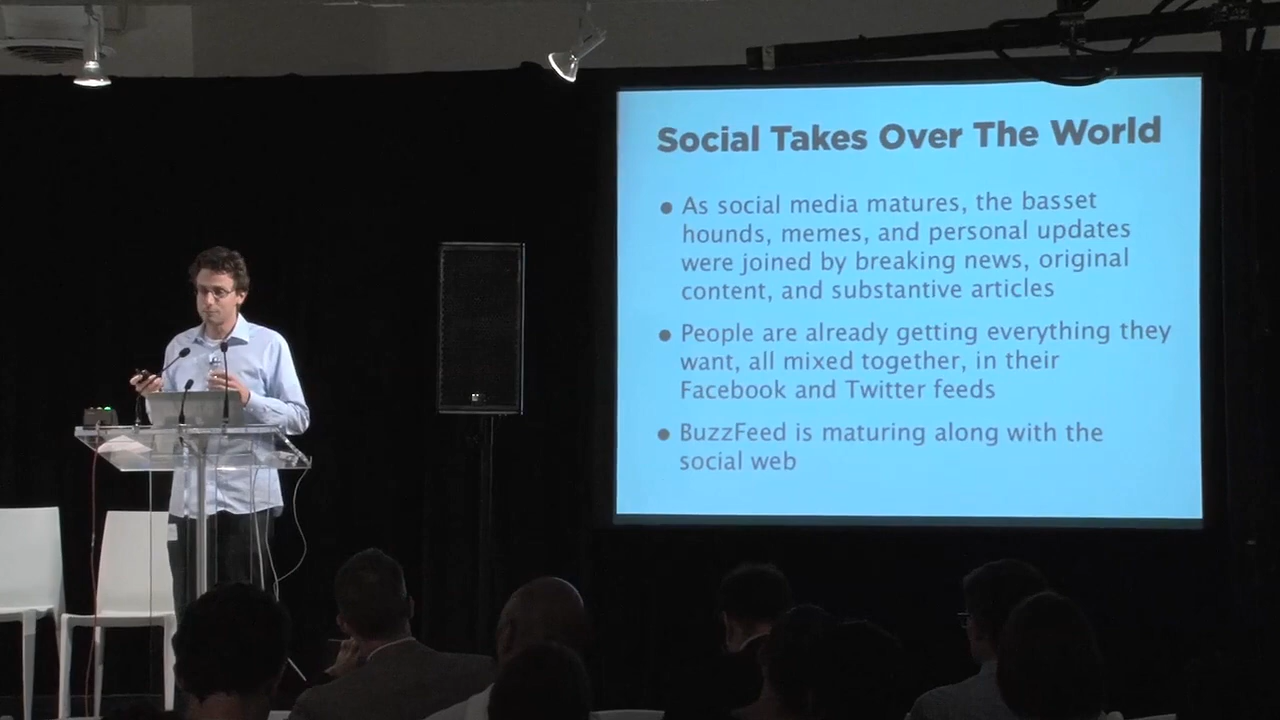 Social Takes Over The World
• As social media matures, the basset
hounds, memes, and personal updates
were joined by breaking news, original
content, and substantive articles
• People are already getting everything they
want, all mixed together, in their
Facebook and Twitter feeds
• BuzzFeed is maturing along with the
social web